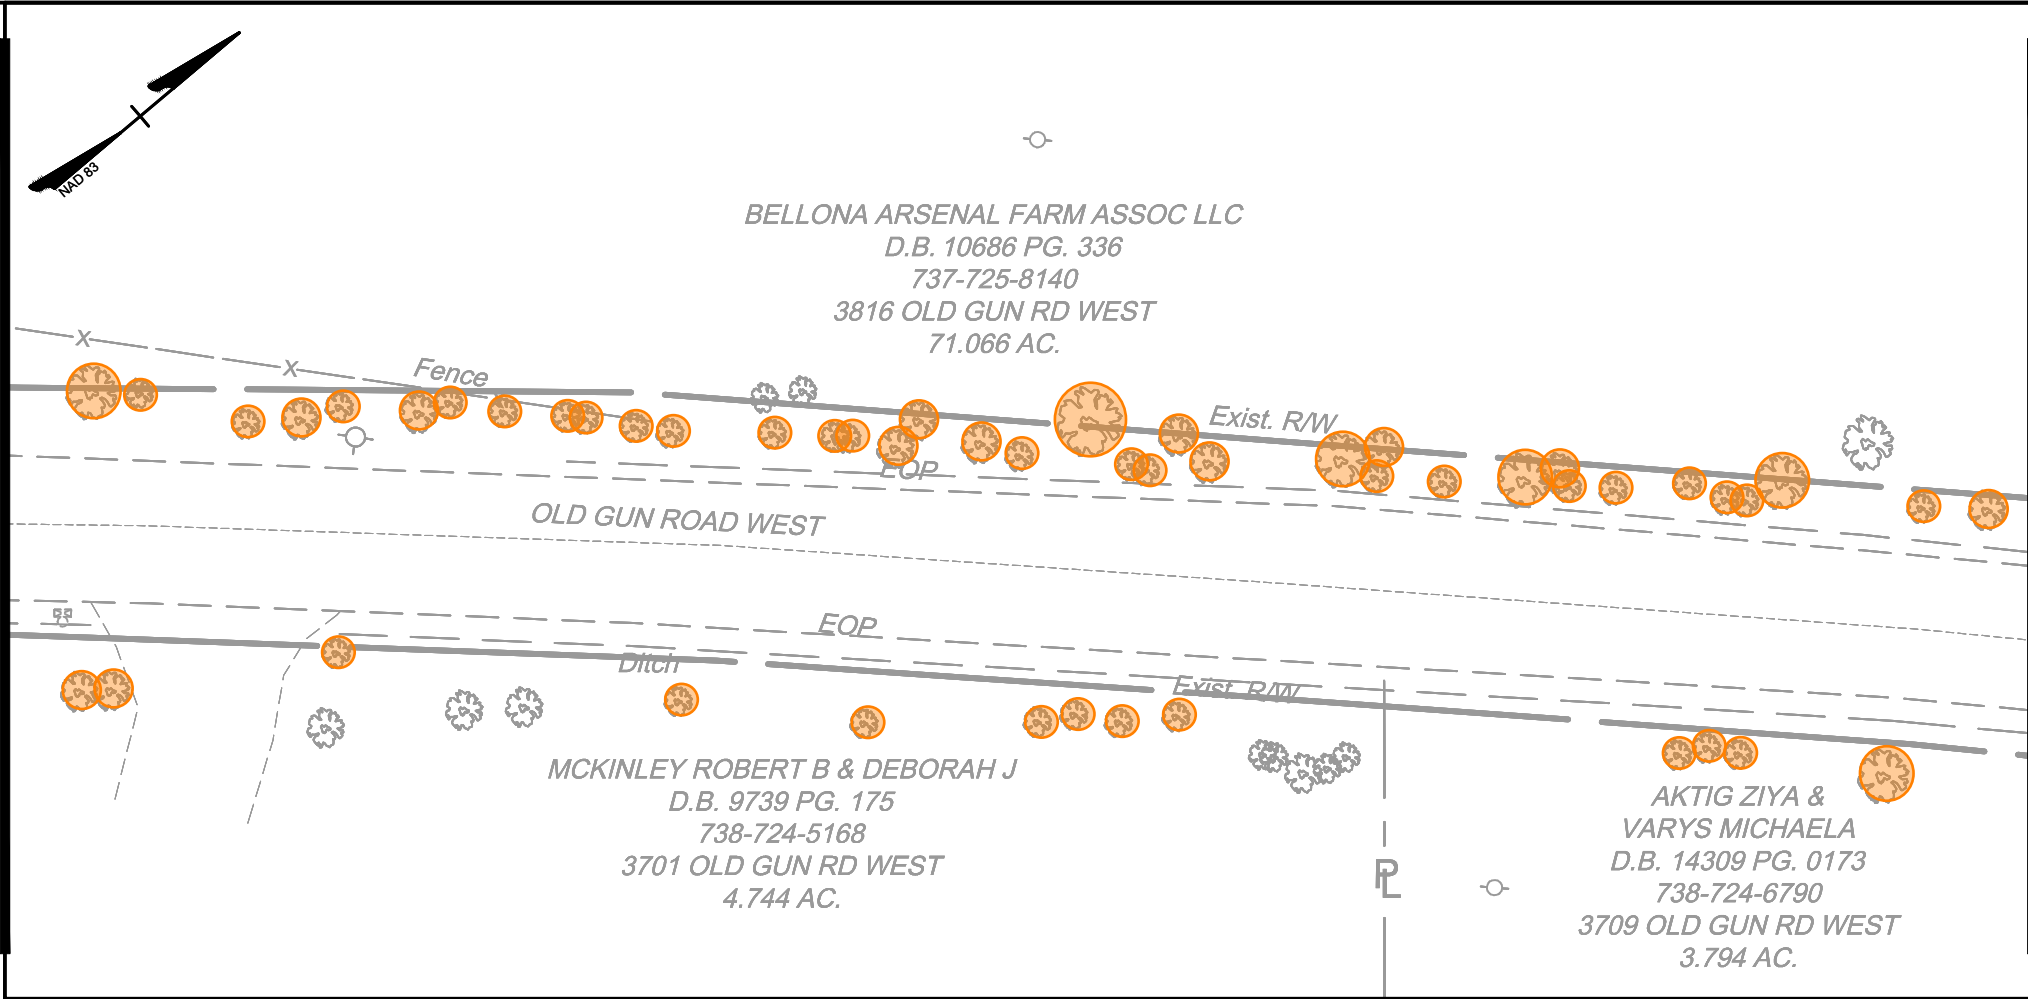 NAD 83
BELLONA ARSENAL FARM ASSOC LLC
D.B. 10686 PG. 336
737-725-8140
3816 OLD GUN RD WEST
71.066 AC.
X
X
Fence
Exist. R/W
EOP
OLD GUN ROAD WEST
EOP
Ditch
Exist. R/W
MCKINLEY ROBERT B & DEBORAH J
D.B. 9739 PG. 175
738-724-5168
3701 OLD GUN RD WEST
4.744 AC.
PL
AKTIG ZIYA &
VARYS MICHAELA
D.B. 14309 PG. 0173
738-724-6790
3709 OLD GUN RD WEST
3.794 AC.